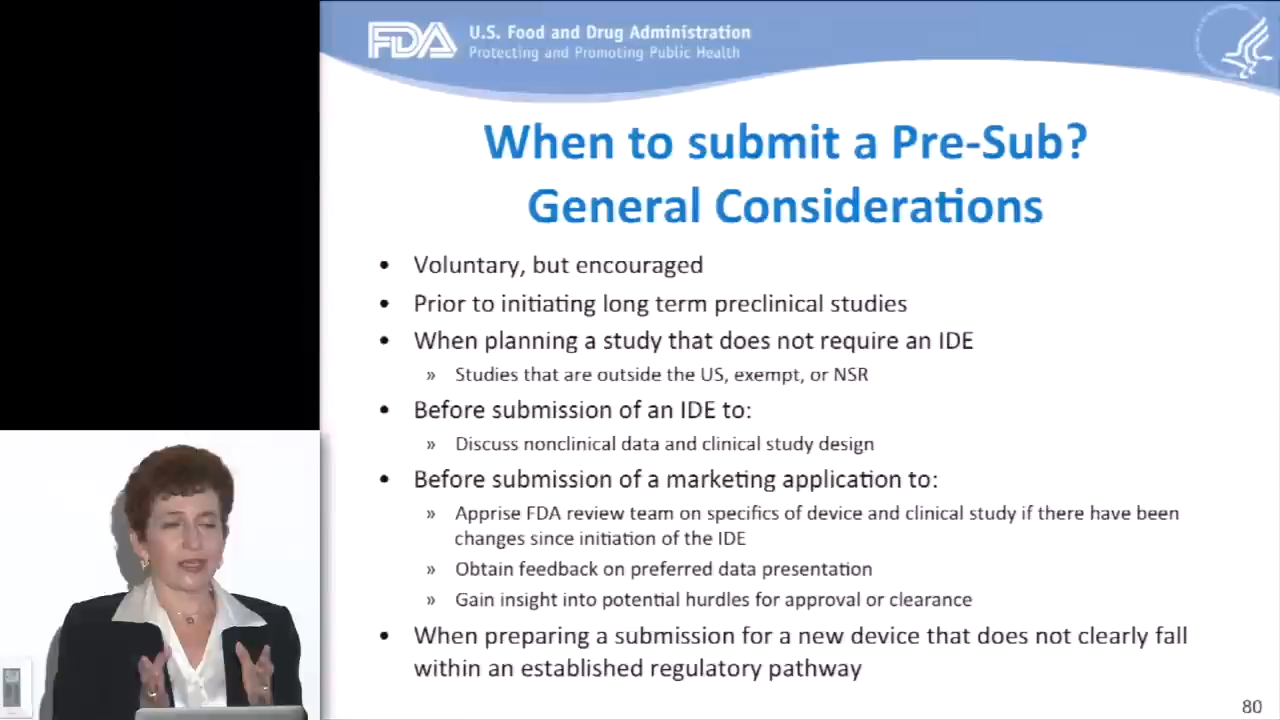 FDA
U.S. Food and Drug Administration
Protecting and Promoting Public Health
When to submit a Pre-Sub?
General Considerations
• Voluntary, but encouraged
• Prior to initiating long term preclinical studies
• When planning a study that does not require an IDE
» Studies that are outside the US, exempt, or NSR
• Before submission of an IDE to:
» Discuss nonclinical data and clinical study design
• Before submission of a marketing application to:
» Apprise FDA review team on specifics of device and clinical study if there have been
changes since initiation of the IDE
» Obtain feedback on preferred data presentation
» Gain insight into potential hurdles for approval or clearance
• When preparing a submission for a new device that does not clearly fall
within an established regulatory pathway
80